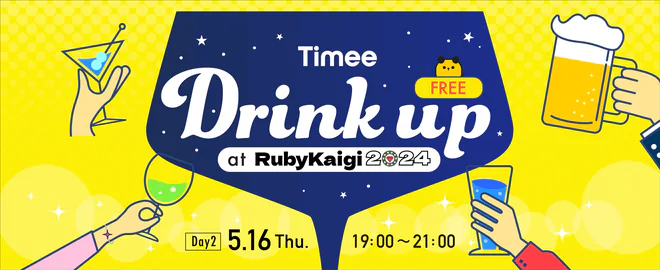 Timee
FREE
Drink up
at RubyKaigi 2024
Day2 5.16 Thu. 19:00～21:00